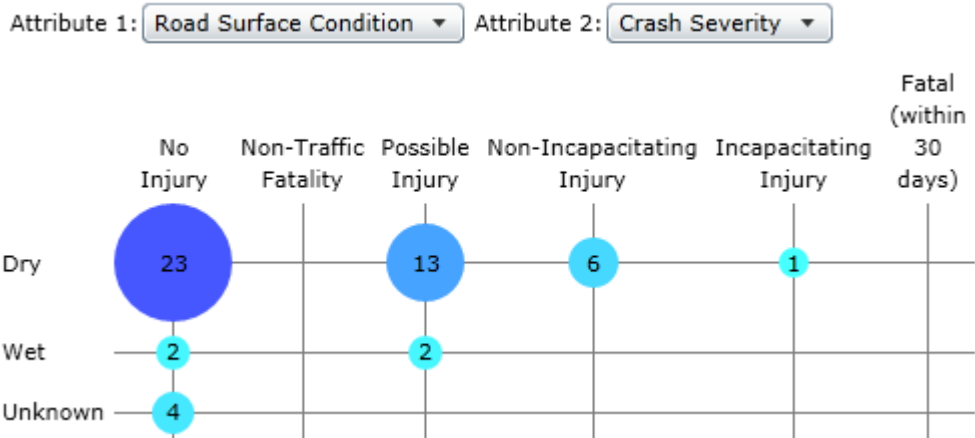 Attribute 1: Road Surface Condition Attribute 2: Crash Severity
Fatal
(within
No Non-Traffic Possible Non-Incapacitating Incapacitating 30
Injury Fatality Injury Injury Injury days)
Dry 23 13 6 1
Wet 2 2
Unknown 4